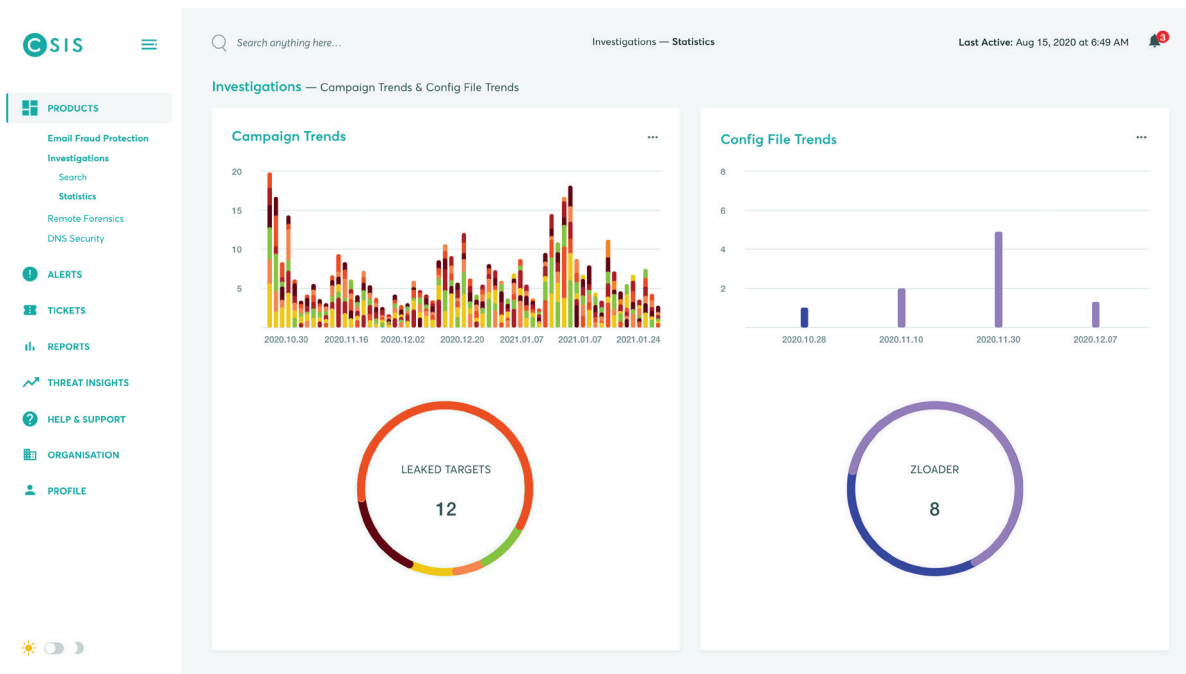 CSIS
Search anything here...
Investigations — Statistics
Last Active: Aug 15, 2020 at 6:49 AM
3
Investigations — Campaign Trends & Config File Trends
PRODUCTS
Email Fraud Protection
Investigations
Search
Statistics
Remote Forensics
DNS Security
ALERTS
TICKETS
REPORTS
THREAT INSIGHTS
HELP & SUPPORT
ORGANISATION
PROFILE
Campaign Trends
20
15
10
5
2020.10.30 2020.11.16 2020.12.02 2020.12.20 2021.01.07 2021.01.07 2021.01.24
LEAKED TARGETS
12
Config File Trends
8
6
4
2
2020.10.28 2020.11.10 2020.11.30 2020.12.07
ZLOADER
8